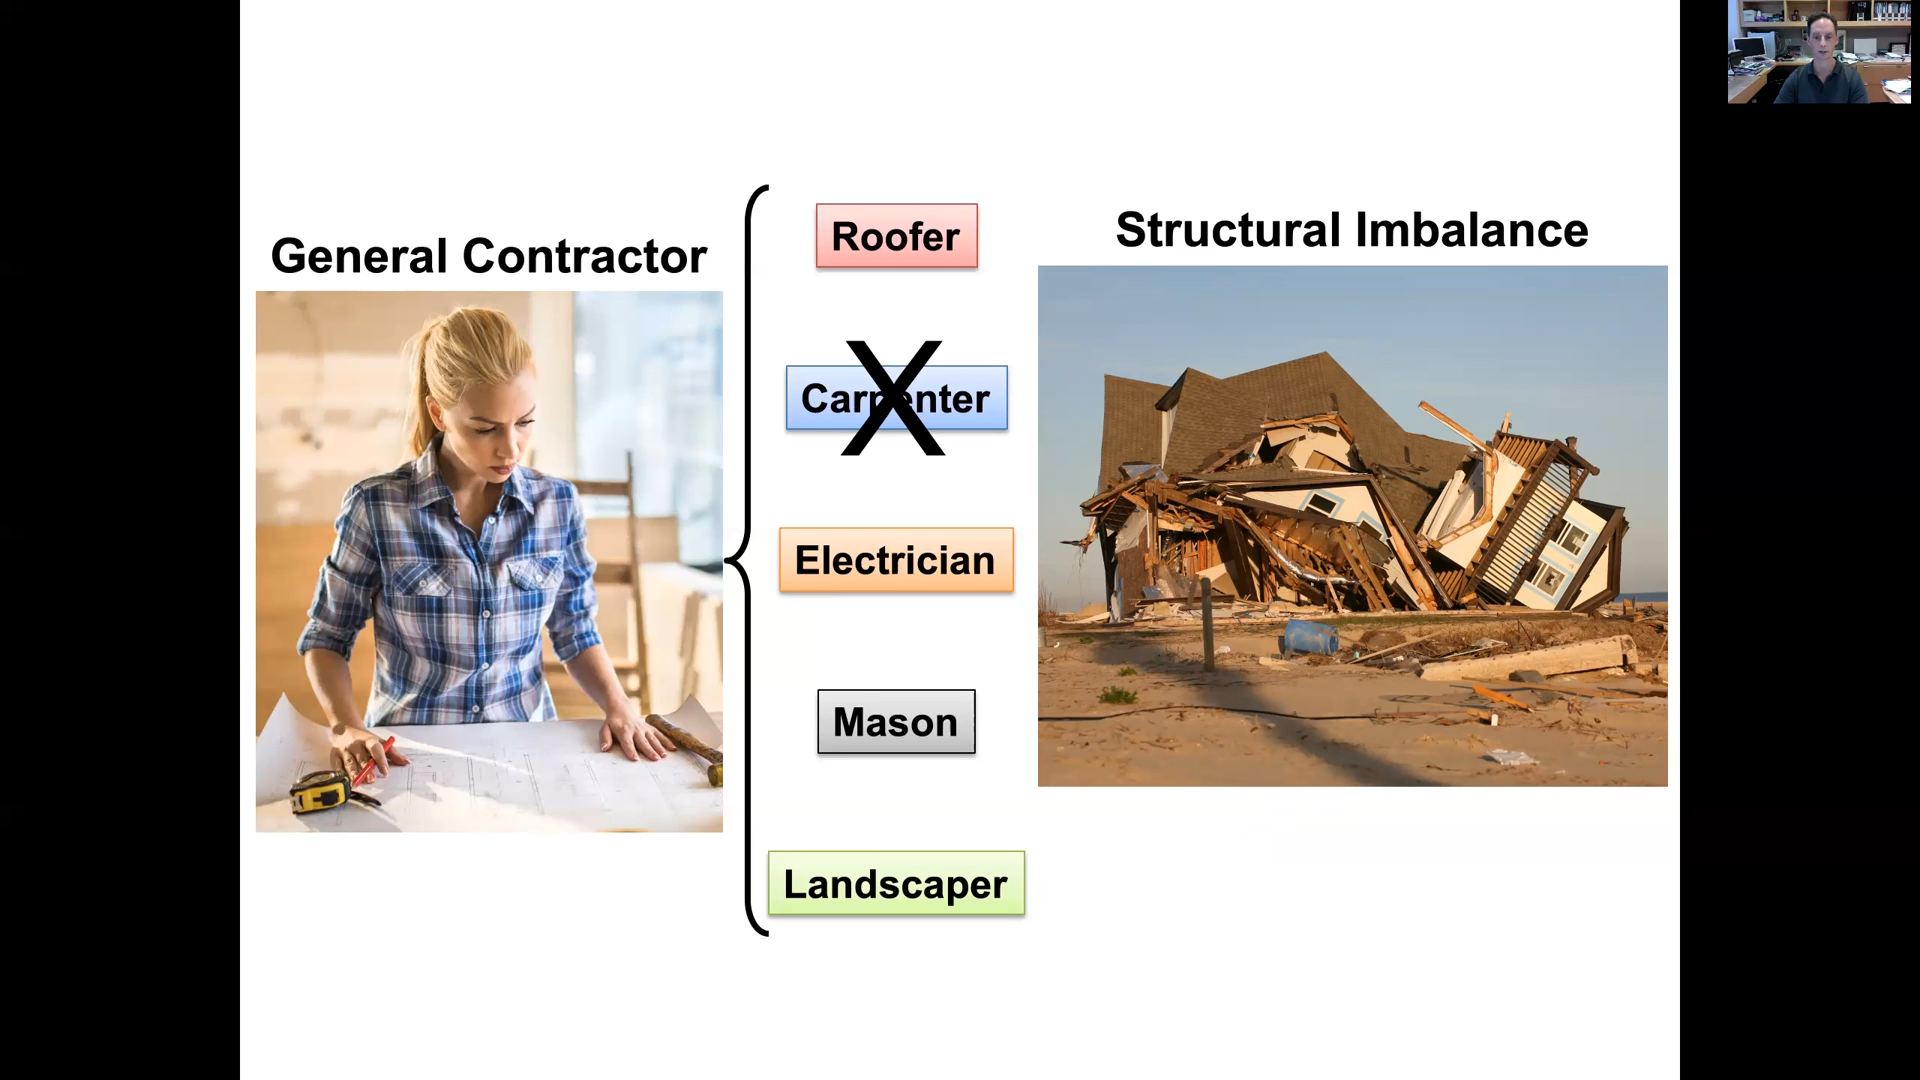 General Contractor
Roofer
Carpenter
X
Electrician
Mason
Landscaper
Structural Imbalance